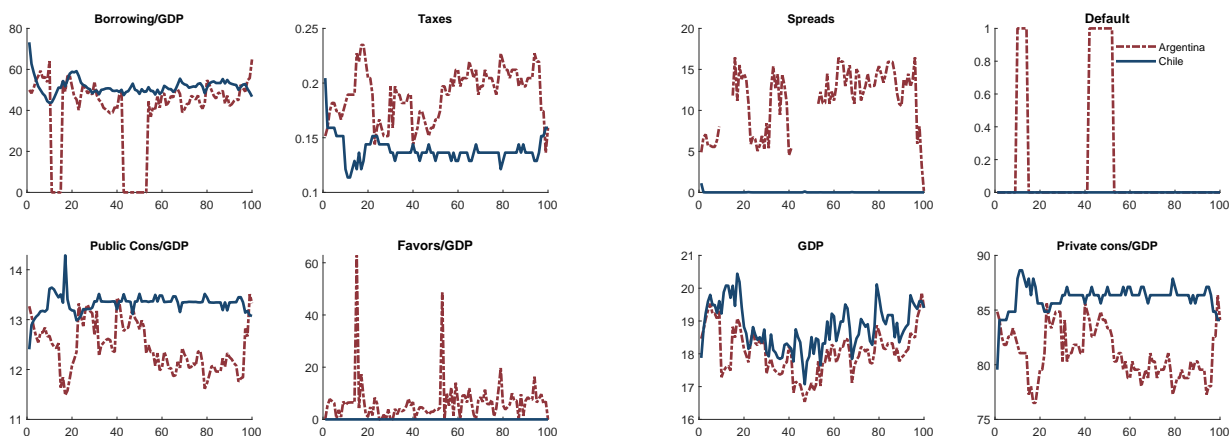 Borrowing/GDP
80
60
40
20
0
0 20 40 60 80 100
Taxes
0.25
0.2
0.15
0.1
0 20 40 60 80 100
Spreads
20
15
10
5
0
0 20 40 60 80 100
Default
1
0.8
0.6
0.4
0.2
0
0 20 40 60 80 100
Argentina
Chile
Public Cons/GDP
14
13
12
11
0 20 40 60 80 100
Favors/GDP
60
40
20
0
0 20 40 60 80 100
GDP
21
20
19
18
17
16
0 20 40 60 80 100
Private cons/GDP
90
85
80
75
0 20 40 60 80 100